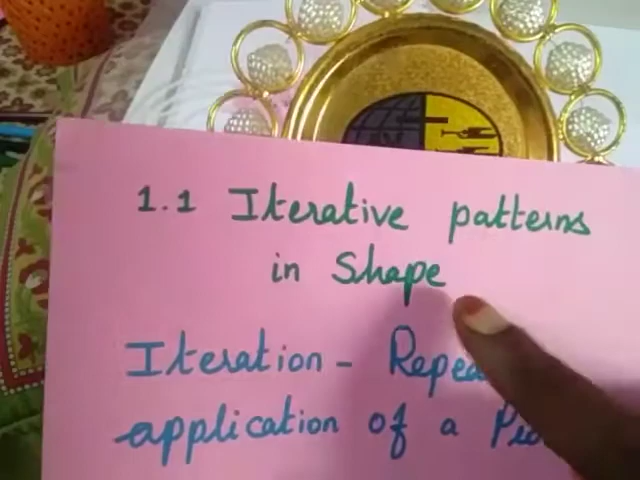 1.1 Iterative patterns
in Shape
Iteration - Repea
application of a